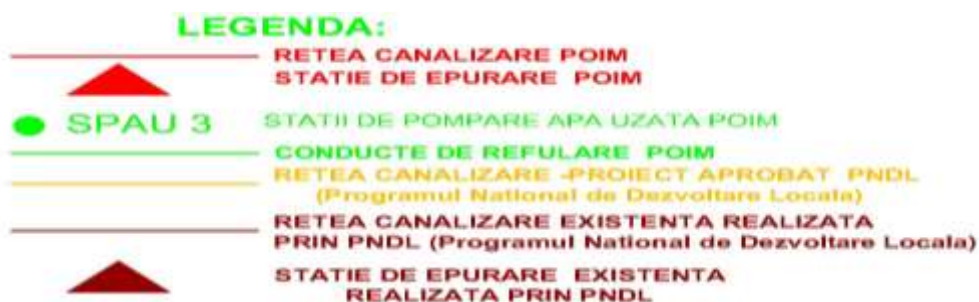 LEGENDA:
RETEA CANALIZARE POIM
STATIE DE EPURARE POIM
SPAU 3 STATII DE POMPARE APA UZATA POIM
CONDUCTE DE REFULARE POIM
RETEA CANALIZARE -PROIECT APROBAT PNDL
(Programul National de Dezvoltare Locala)
RETEA CANALIZARE EXISTENTA REALIZATA
PRIN PNDL (Programul National de Dezvoltare Locala)
STATIE DE EPURARE EXISTENTA
REALIZATA PRIN PNDL